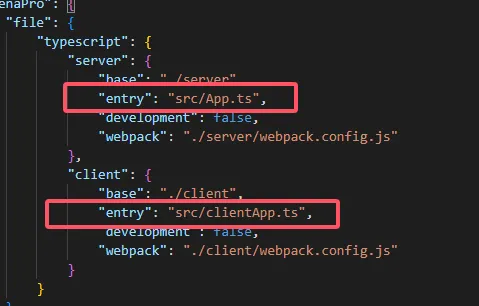 enaPro": {
"file": {
"typescript": {
"server": {
"base": "./server"
"entry": "src/App.ts",
"development": false,
"webpack": "./server/webpack.config.js"
},
"client": {
"base": "./client",
"entry": "src/clientApp.ts",
"development": false,
"webpack": "./client/webpack.config.js"
}
}